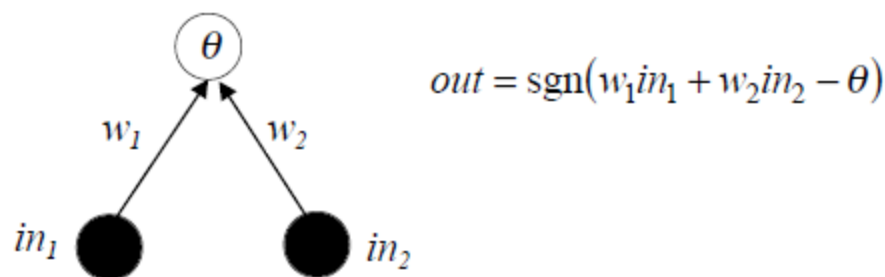 θ
out = sgn(w₁in₁ + w₂in₂ − θ)
w₁
w₂
in₁
in₂